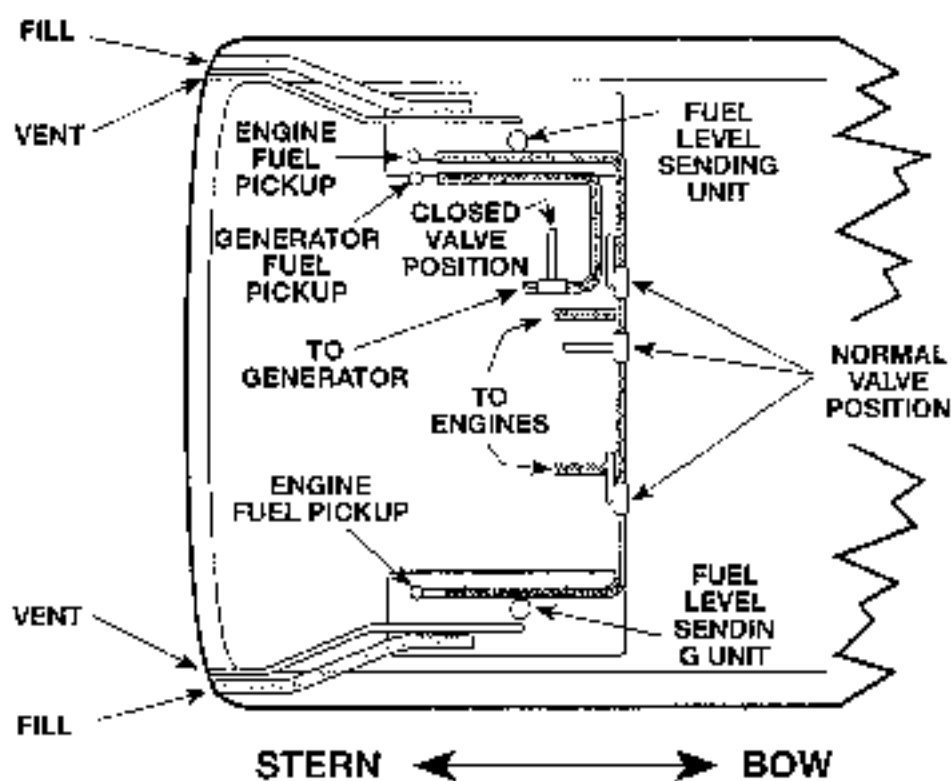 FILL
VENT
ENGINE
FUEL
PICKUP
FUEL
LEVEL
SENDING
UNIT
GENERATOR
FUEL
PICKUP
CLOSED
VALVE
POSITION
TO
GENERATOR
TO
ENGINES
NORMAL
VALVE
POSITION
ENGINE
FUEL PICKUP
VENT
FILL
FUEL
LEVEL
SENDIN
G UNIT
STERN
BOW